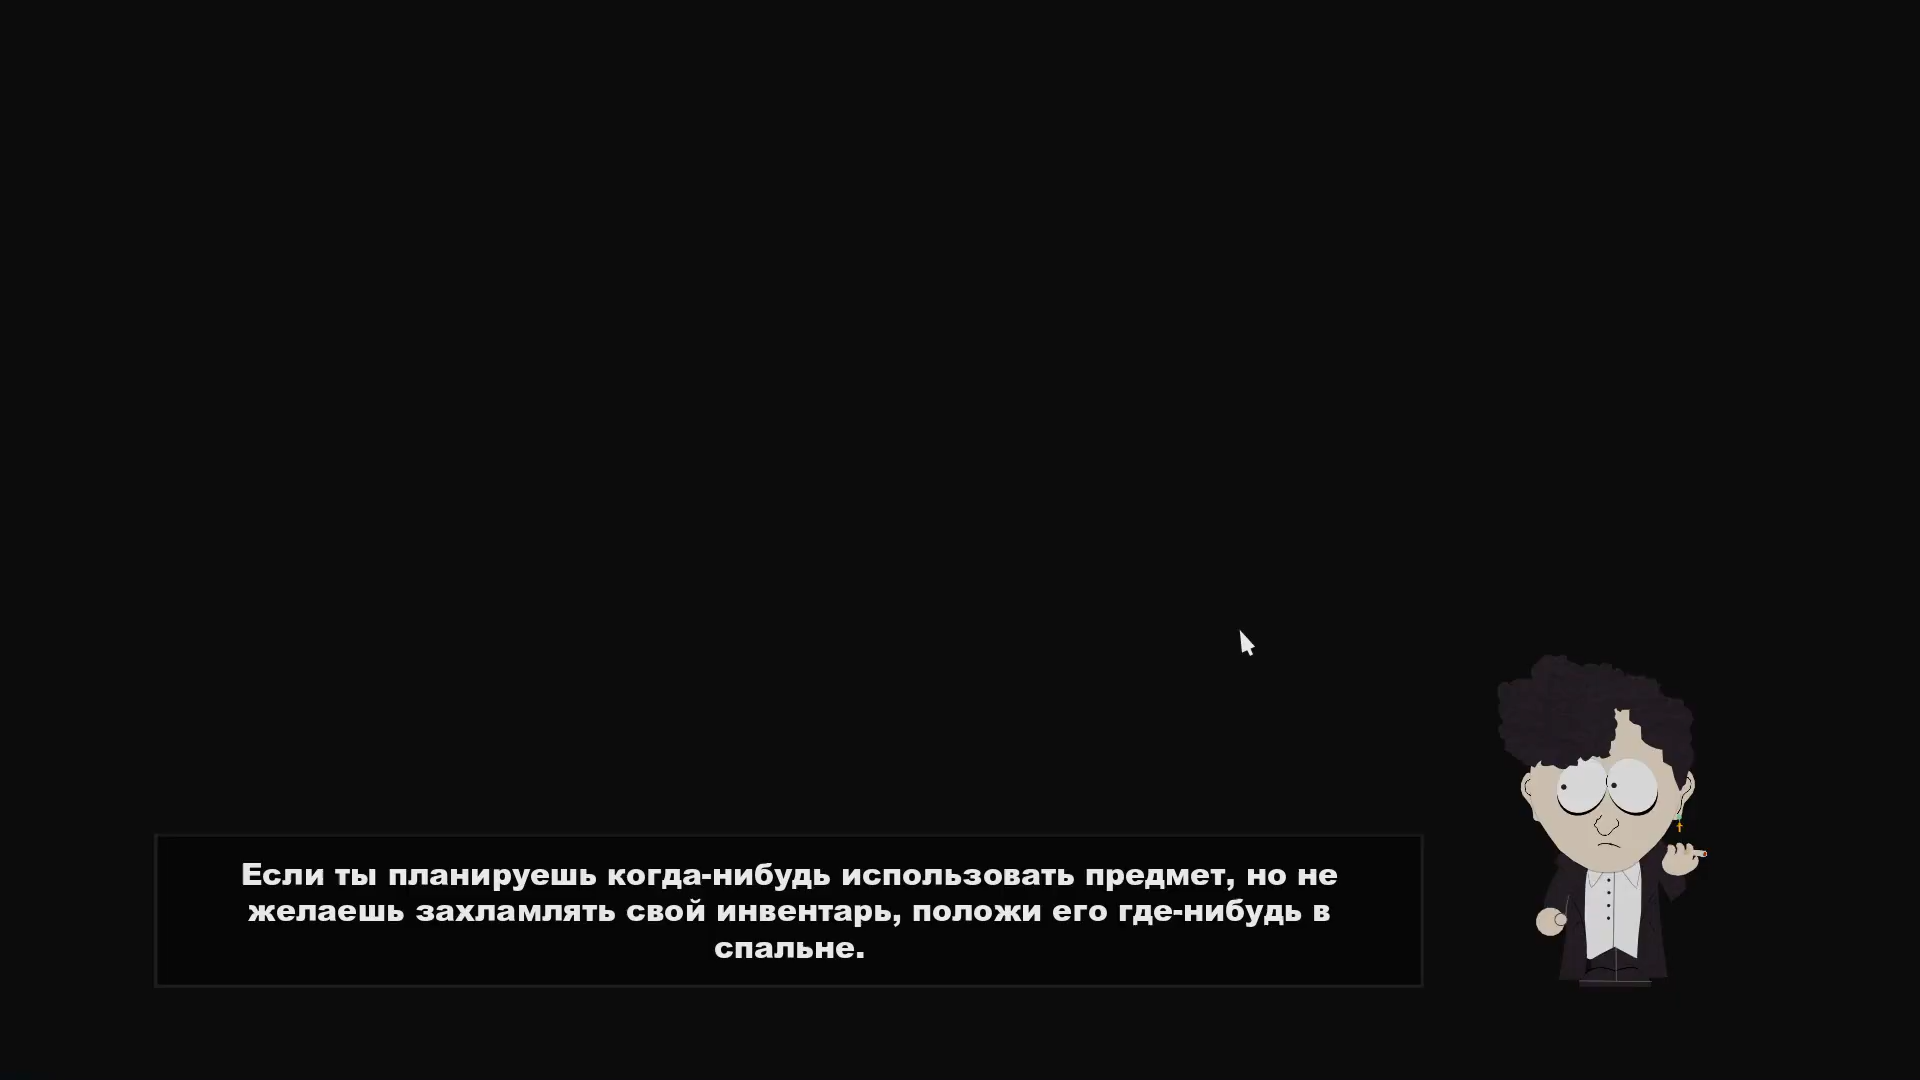 Если ты планируешь когда-нибудь использовать предмет, но не
желаешь захламлять свой инвентарь, положи его где-нибудь в
спальне.